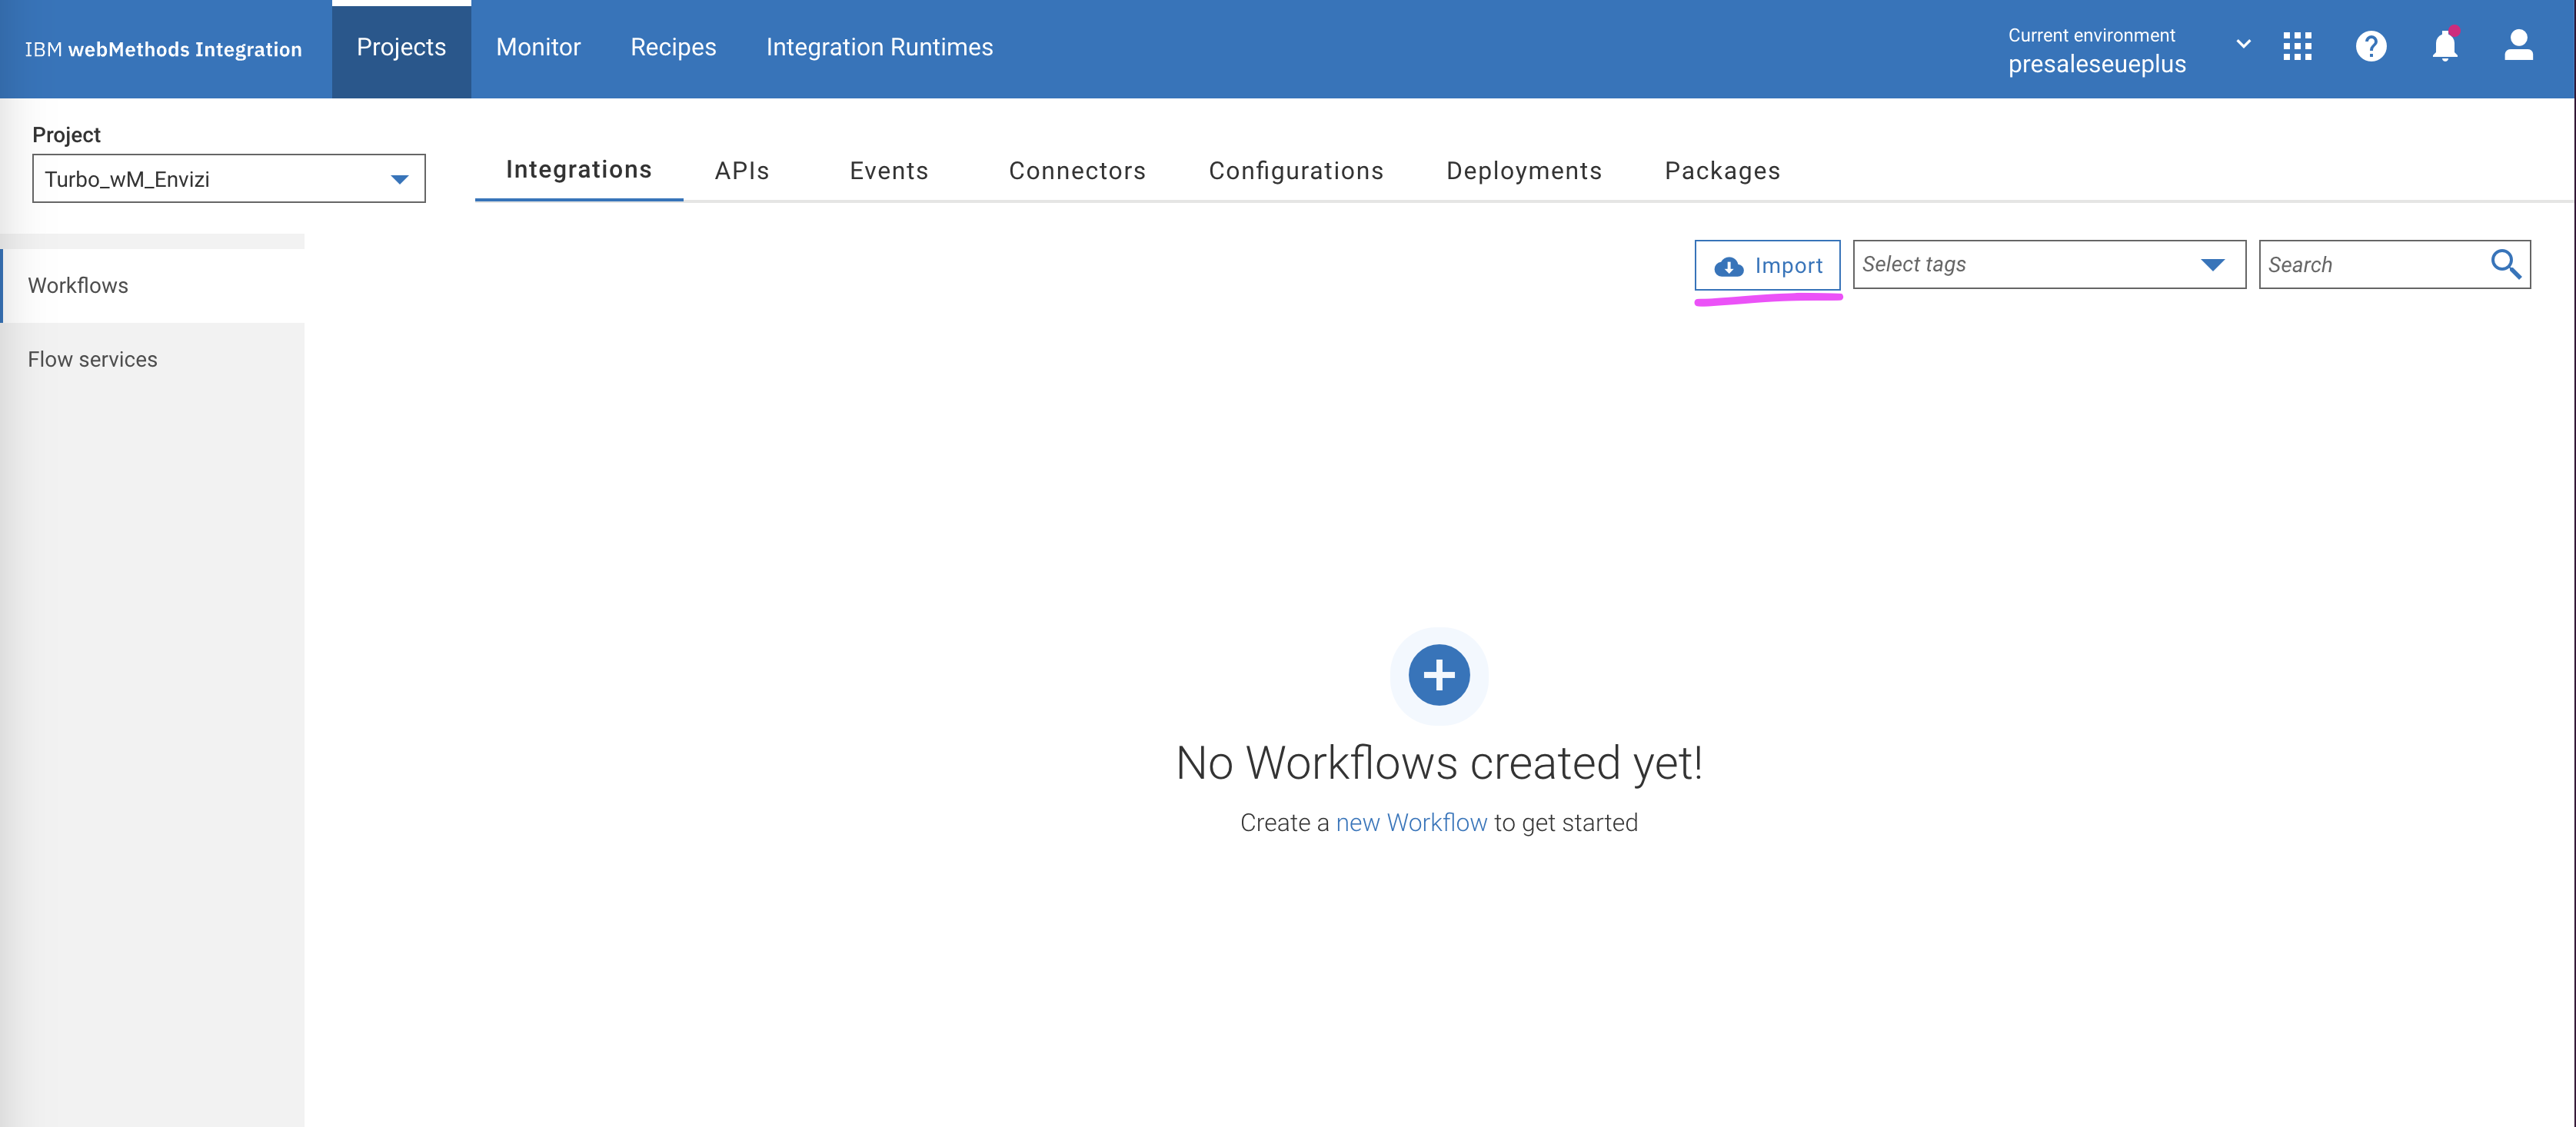 IBM webMethods Integration
Projects
Monitor
Recipes
Integration Runtimes
Current environment
presaleseueplus
Project
Turbo_wM_Envizi
Integrations
APIs
Events
Connectors
Configurations
Deployments
Packages
Workflows
Flow services
Import
Select tags
Search
No Workflows created yet!
Create a new Workflow to get started